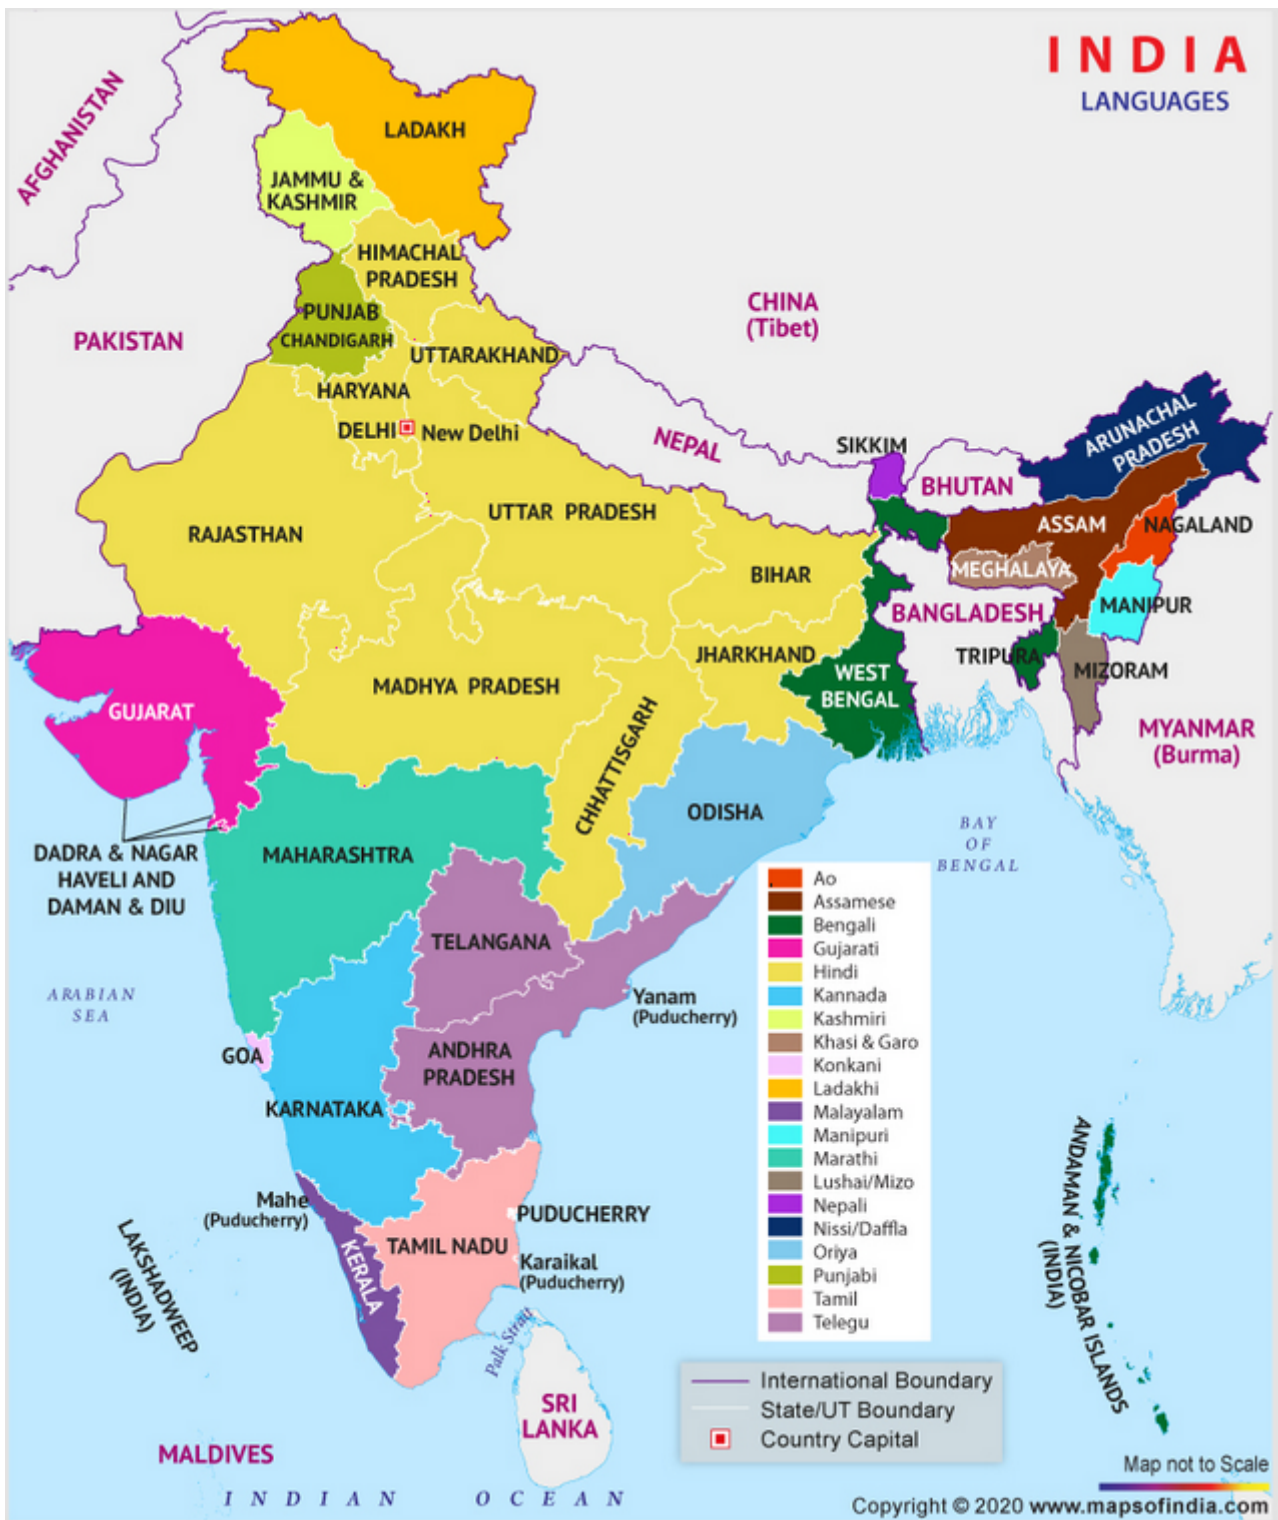 INDIA
LANGUAGES
AFGHANISTAN
LADAKH
JAMMU &
KASHMIR
HIMACHAL
PRADESH
PUNJAB
CHANDIGARH
PAKISTAN
CHINA
(Tibet)
UTTARAKHAND
HARYANA
DELHI
New Delhi
NEPAL
SIKKIM
BHUTAN
ARUNACHAL
PRADESH
RAJASTHAN
UTTAR PRADESH
ASSAM
NAGALAND
BIHAR
MEGHALAYA
BANGLADESH
MANIPUR
JHARKHAND
TRIPURA
MIZORAM
WEST
BENGAL
GUJARAT
MADHYA PRADESH
CHHATTISGARH
MYANMAR
(Burma)
ODISHA
DADRA & NAGAR
HAVELI AND
DAMAN & DIU
MAHARASHTRA
BAY
OF
BENGAL
TELANGANA
ARABIAN
SEA
Yanam
(Puducherry)
GOA
ANDHRA
PRADESH
KARNATAKA
Mahe
(Puducherry)
PUDUCHERRY
TAMIL NADU
KERALA
Karaikal
(Puducherry)
LAKSHADWEEP
(INDIA)
Palk Strait
SRI
LANKA
MALDIVES
INDIAN OCEAN
ANDAMAN & NICOBAR ISLANDS
(INDIA)
Ao
Assamese
Bengali
Gujarati
Hindi
Kannada
Kashmiri
Khasi & Garo
Konkani
Ladakhi
Malayalam
Manipuri
Marathi
Lushai/Mizo
Nepali
Nissi/Daffla
Oriya
Punjabi
Tamil
Telegu
International Boundary
State/UT Boundary
Country Capital
Map not to Scale
Copyright © 2020 www.mapsofindia.com